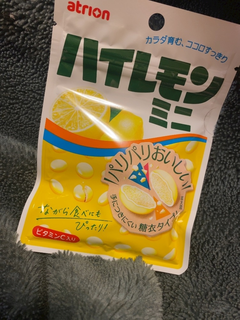 atrion
カラダ育む、ココロすっきり
ハイレモン
ミニ
パリパリおいしい!
手につきにくい糖衣タイプ
ながら食べにも
ぴったり!
ビタミンC入り